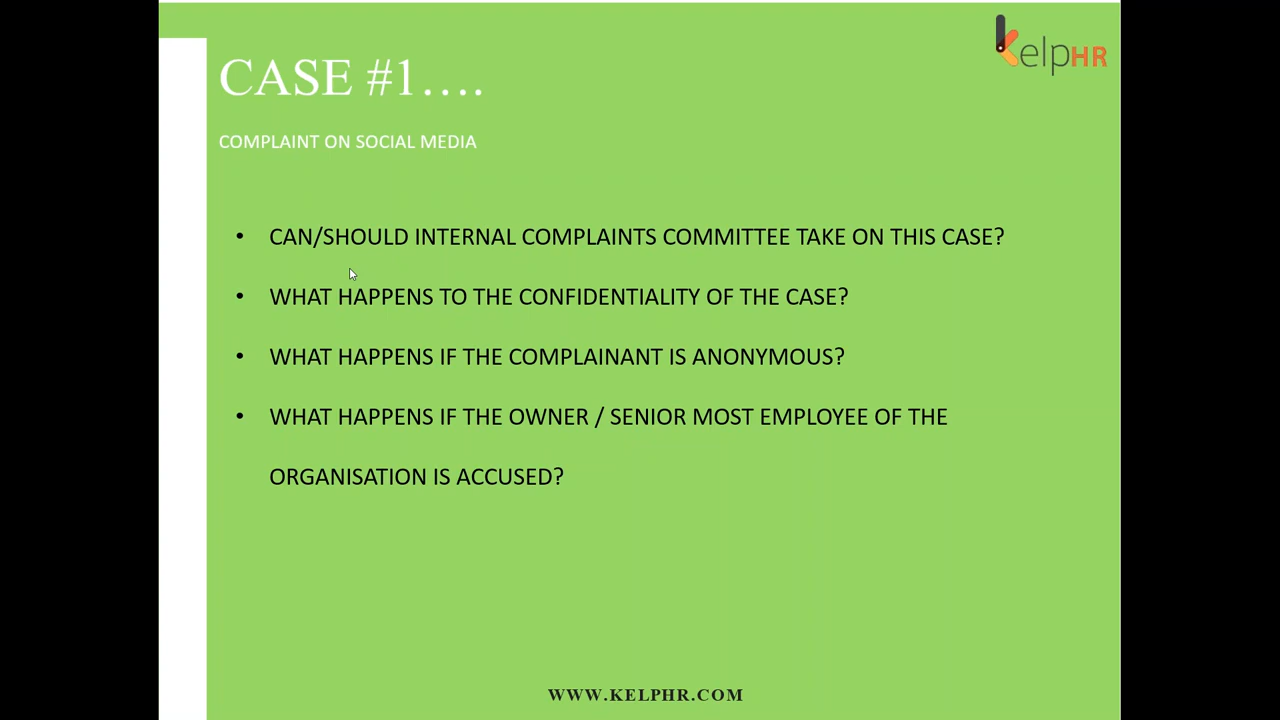 kelpHR
CASE #1....
COMPLAINT ON SOCIAL MEDIA
• CAN/SHOULD INTERNAL COMPLAINTS COMMITTEE TAKE ON THIS CASE?
• WHAT HAPPENS TO THE CONFIDENTIALITY OF THE CASE?
• WHAT HAPPENS IF THE COMPLAINANT IS ANONYMOUS?
• WHAT HAPPENS IF THE OWNER / SENIOR MOST EMPLOYEE OF THE
ORGANISATION IS ACCUSED?
WWW.KELPHR.COM